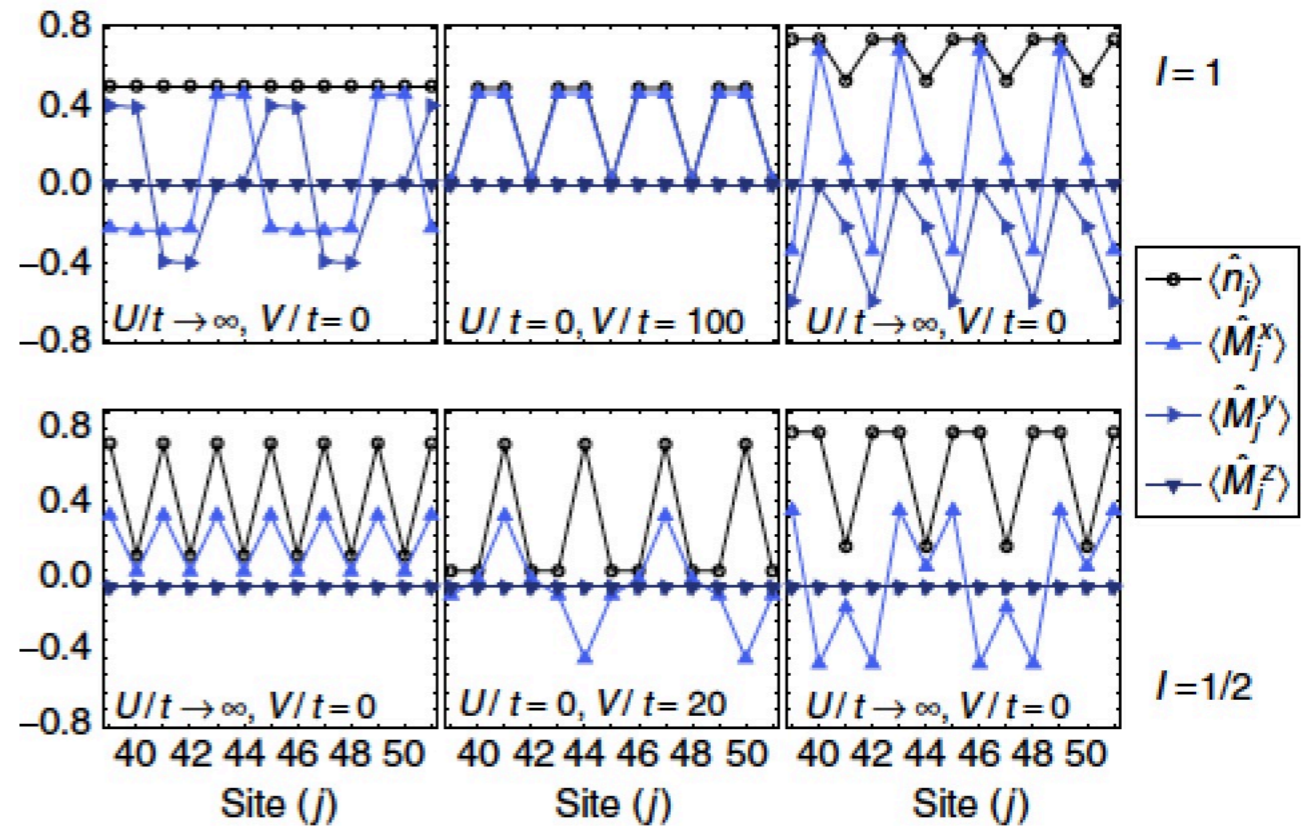 0.8
0.4
0.0
−0.4
−0.8
U/t → ∞, V/t = 0
U/t = 0, V/t = 100
U/t → ∞, V/t = 0
I = 1
⟨n̂ⱼ⟩
⟨M̂ⱼˣ⟩
⟨M̂ⱼʸ⟩
⟨M̂ⱼᶻ⟩
0.8
0.4
0.0
−0.4
−0.8
U/t → ∞, V/t = 0
U/t = 0, V/t = 20
U/t → ∞, V/t = 0
I = 1/2
40 42 44 46 48 50
40 42 44 46 48 50
40 42 44 46 48 50
Site (j)
Site (j)
Site (j)